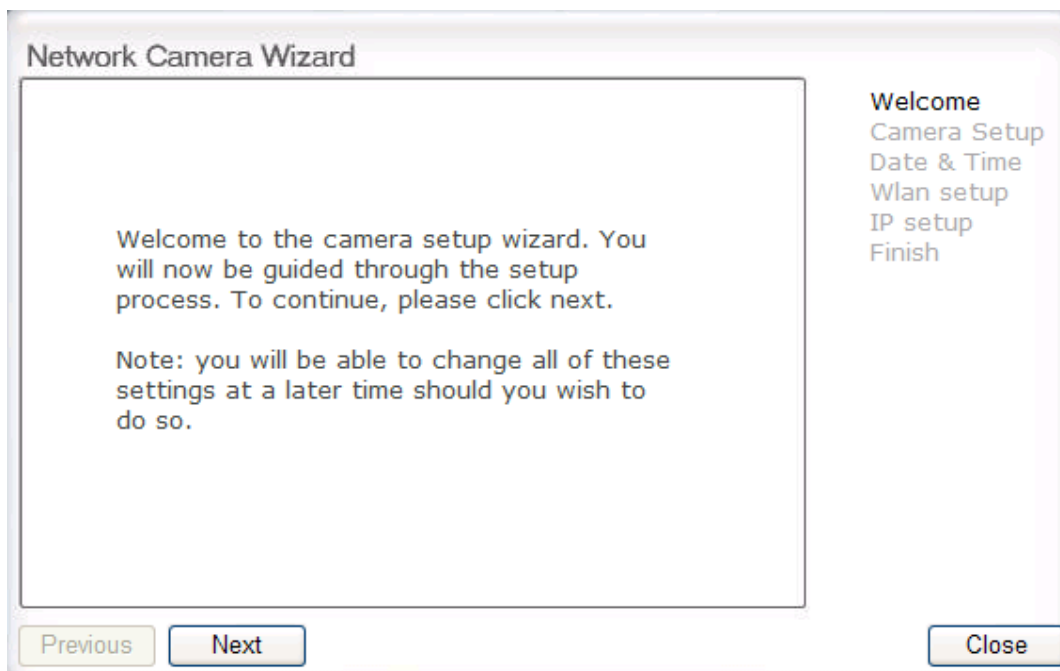 Network Camera Wizard
Welcome to the camera setup wizard. You
will now be guided through the setup
process. To continue, please click next.
Note: you will be able to change all of these
settings at a later time should you wish to
do so.
Welcome
Camera Setup
Date & Time
Wlan setup
IP setup
Finish
Previous
Next
Close